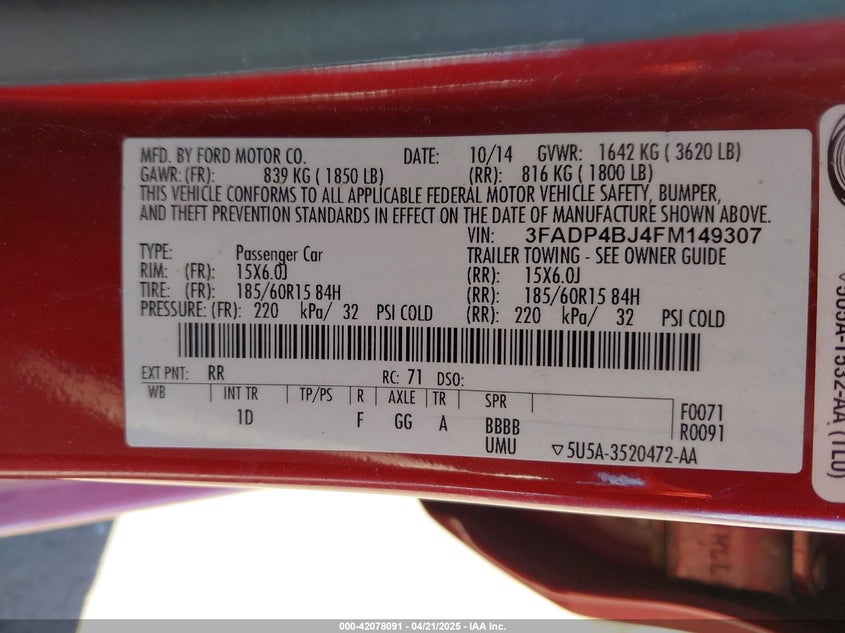 MFD. BY FORD MOTOR CO. DATE: 10/14 GVWR: 1642 KG ( 3620 LB)
GAWR: (FR): 839 KG ( 1850 LB) (RR): 816 KG ( 1800 LB)
THIS VEHICLE CONFORMS TO ALL APPLICABLE FEDERAL MOTOR VEHICLE SAFETY, BUMPER,
AND THEFT PREVENTION STANDARDS IN EFFECT ON THE DATE OF MANUFACTURE SHOWN ABOVE.
VIN: 3FADP4BJ4FM149307
TYPE: Passenger Car TRAILER TOWING - SEE OWNER GUIDE
RIM: (FR): 15X6.0J (RR): 15X6.0J
TIRE: (FR): 185/60R15 84H (RR): 185/60R15 84H
PRESSURE: (FR): 220 kPa/ 32 PSI COLD (RR): 220 kPa/ 32 PSI COLD
EXT PNT: RR RC: 71 DSO:
WB INT TR TP/PS R AXLE TR SPR
1D F GG A BBBB F0071
UMU R0091
▽5U5A-3520472-AA
000-42078091 - 04/21/2025 - IAA Inc.